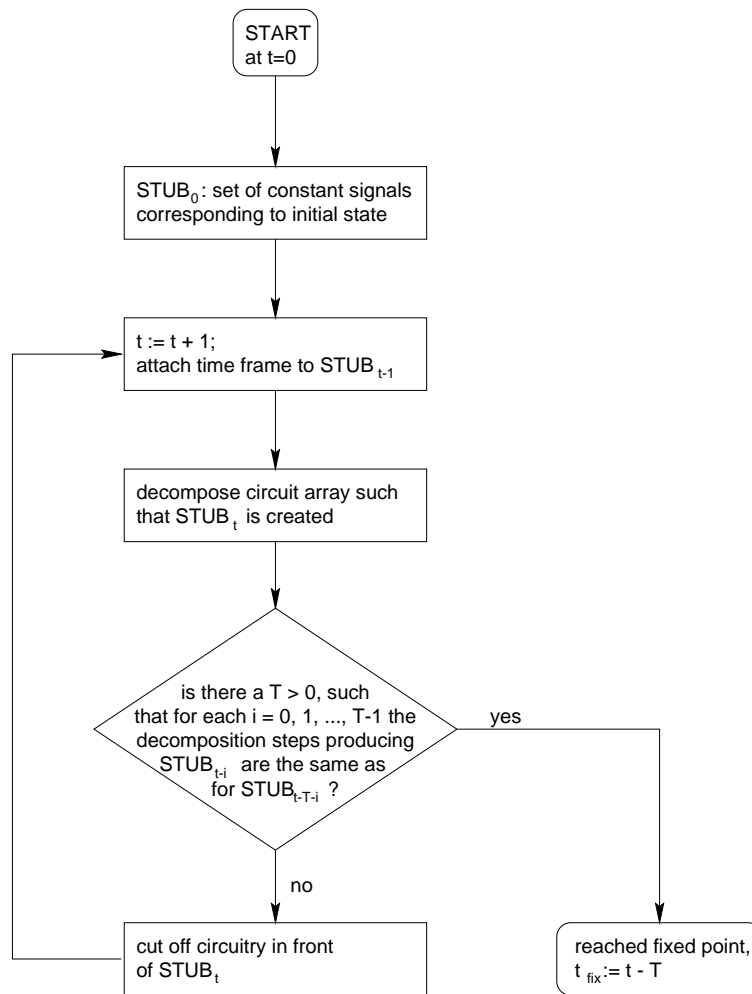 START
at t=0
STUB₀: set of constant signals
corresponding to initial state
t := t + 1;
attach time frame to STUB t-1
decompose circuit array such
that STUB t is created
is there a T > 0, such
that for each i = 0, 1, ..., T-1 the
decomposition steps producing
STUB t-i are the same as
for STUB t-T-i ?
yes
no
cut off circuitry in front
of STUB t
reached fixed point,
t fix := t - T